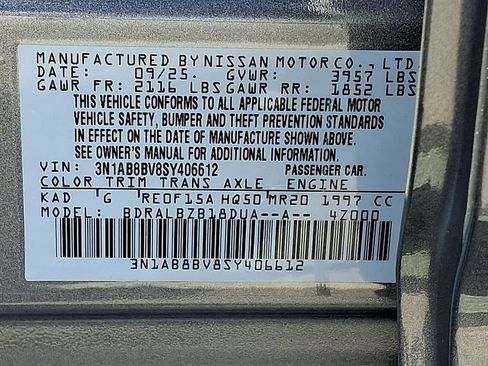 MANUFACTURED BY NISSAN MOTOR CO., LTD.
DATE: 09/25. GVWR: 3957 LBS
GAWR FR: 2116 LBS GAWR RR: 1852 LBS
THIS VEHICLE CONFORMS TO ALL APPLICABLE FEDERAL MOTOR
VEHICLE SAFETY, BUMPER AND THEFT PREVENTION STANDARDS
IN EFFECT ON THE DATE OF MANUFACTURE SHOWN ABOVE.
SEE OWNER'S MANUAL FOR ADDITIONAL INFORMATION.
VIN: 3N1AB8BV8SY406612 PASSENGER CAR.
COLOR TRIM TRANS AXLE ENGINE
KAD G RE0F15A HQ50 MR20 1997 CC
MODEL: BDRALBZB18DUA--A-- 4Z000
3N1AB8BV8SY406612